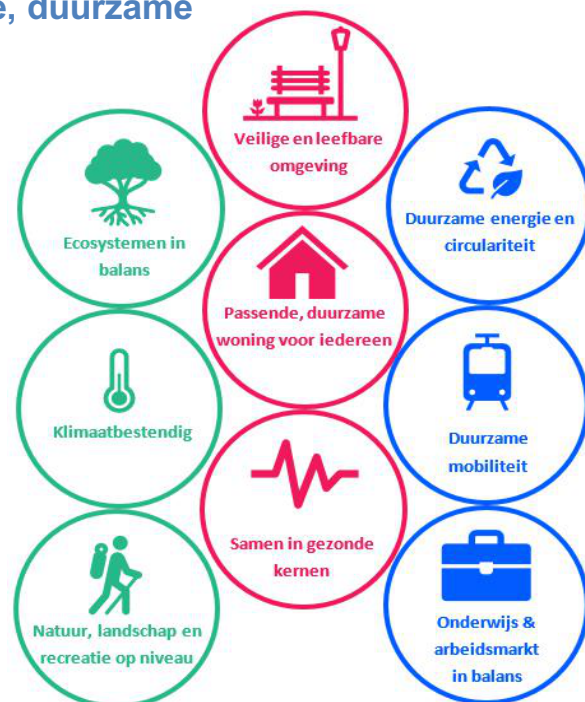 e, duurzame
Veilige en leefbare
omgeving
Ecosystemen in
balans
Duurzame energie en
circulariteit
Passende, duurzame
woning voor iedereen
Klimaatbestendig
Duurzame
mobiliteit
Samen in gezonde
kernen
Natuur, landschap en
recreatie op niveau
Onderwijs &
arbeidsmarkt
in balans